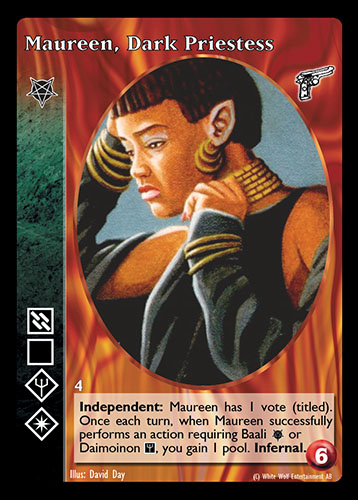 Maureen, Dark Priestess
4
Independent: Maureen has 1 vote (titled).
Once each turn, when Maureen successfully
performs an action requiring Baali or
Daimoinon, you gain 1 pool. Infernal.
6
Illus: David Day
(C) White Wolf Entertainment AB